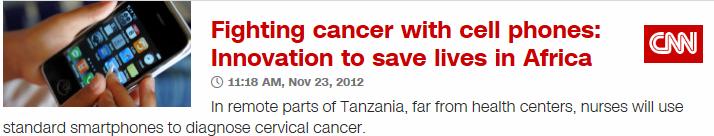 Fighting cancer with cell phones:
Innovation to save lives in Africa
CNN
11:18 AM, Nov 23, 2012
In remote parts of Tanzania, far from health centers, nurses will use
standard smartphones to diagnose cervical cancer.